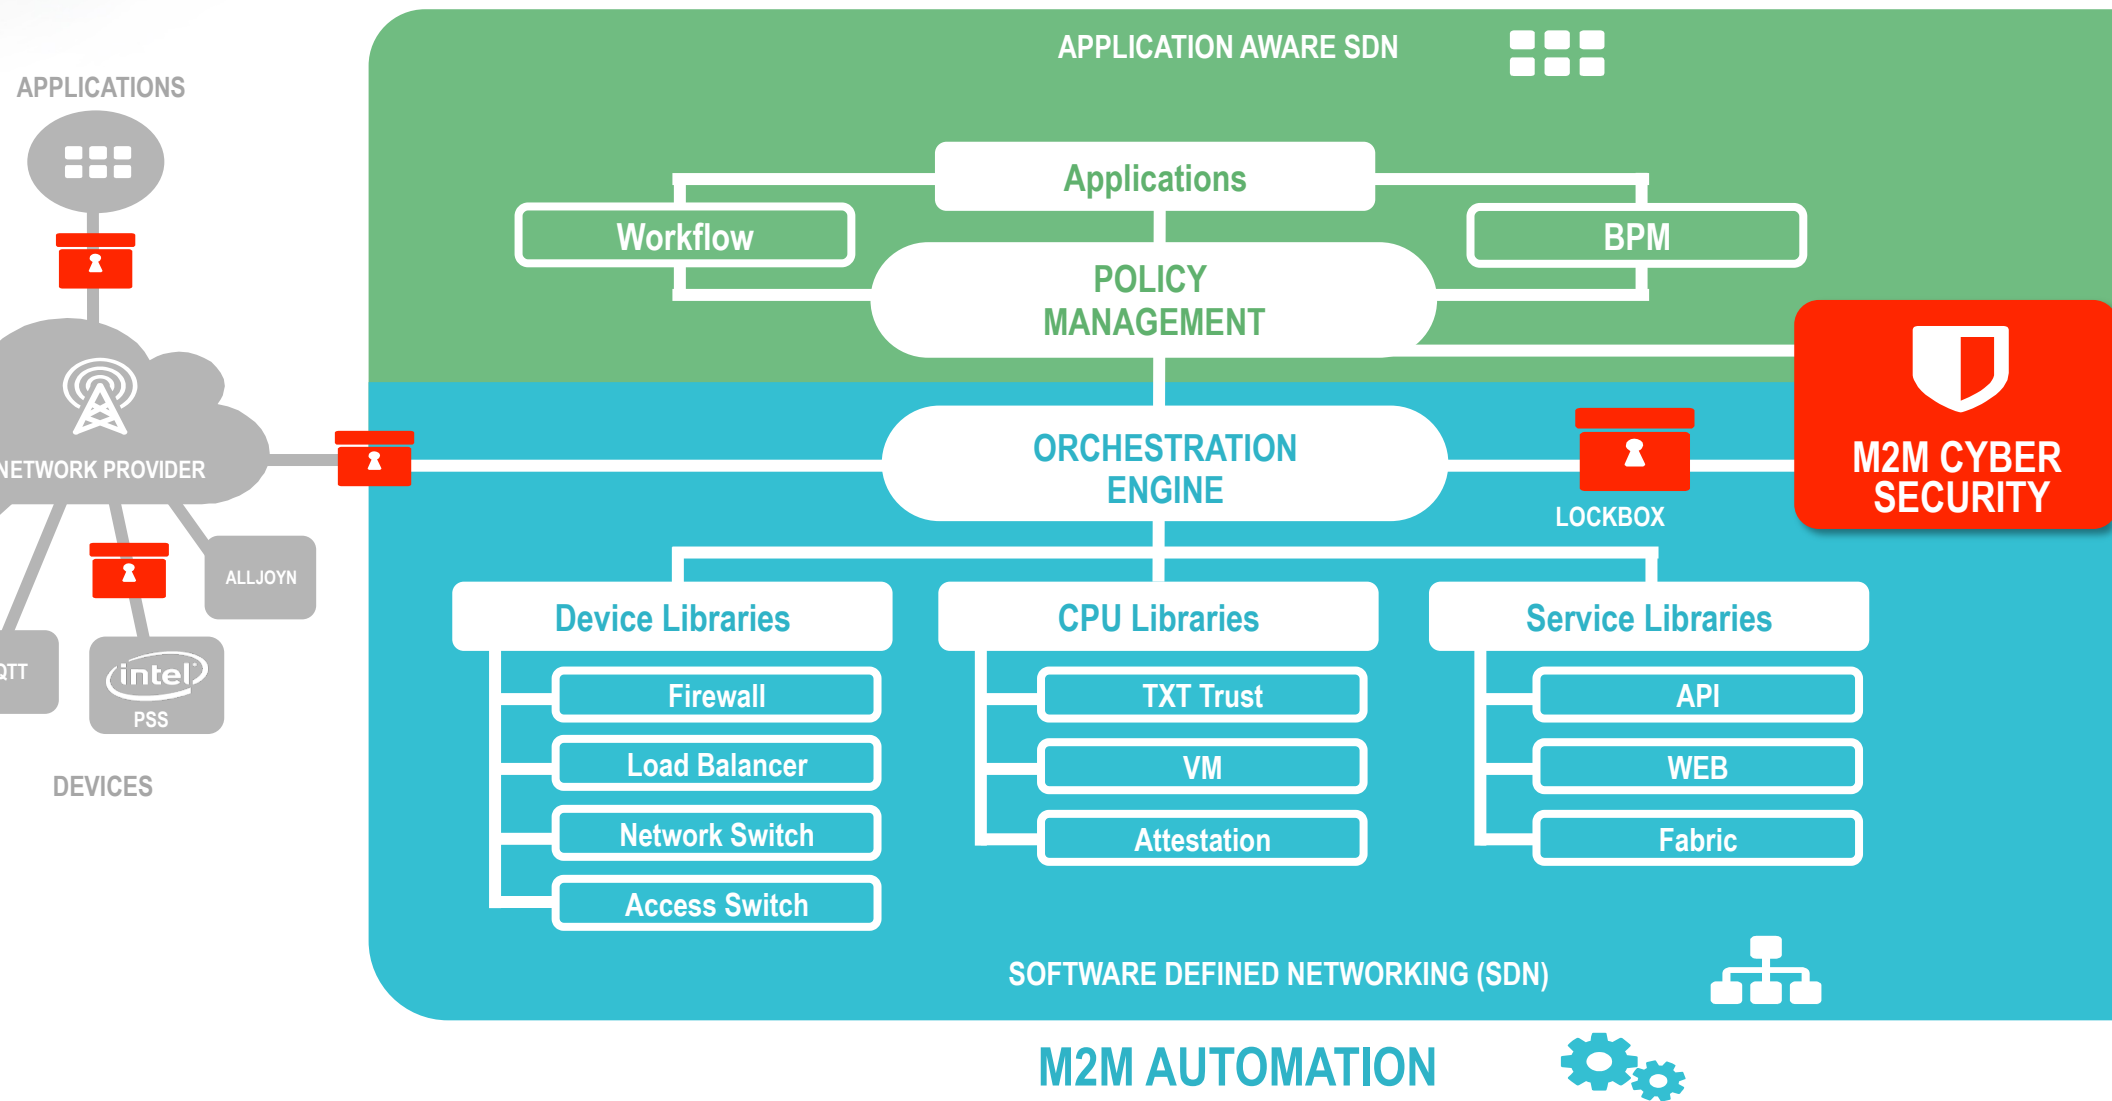 APPLICATION AWARE SDN
APPLICATIONS
Applications
Workflow
BPM
POLICY
MANAGEMENT
NETWORK PROVIDER
ORCHESTRATION
ENGINE
LOCKBOX
M2M CYBER
SECURITY
ALLJOYN
QTT
intel
PSS
DEVICES
Device Libraries
Firewall
Load Balancer
Network Switch
Access Switch
CPU Libraries
TXT Trust
VM
Attestation
Service Libraries
API
WEB
Fabric
SOFTWARE DEFINED NETWORKING (SDN)
M2M AUTOMATION